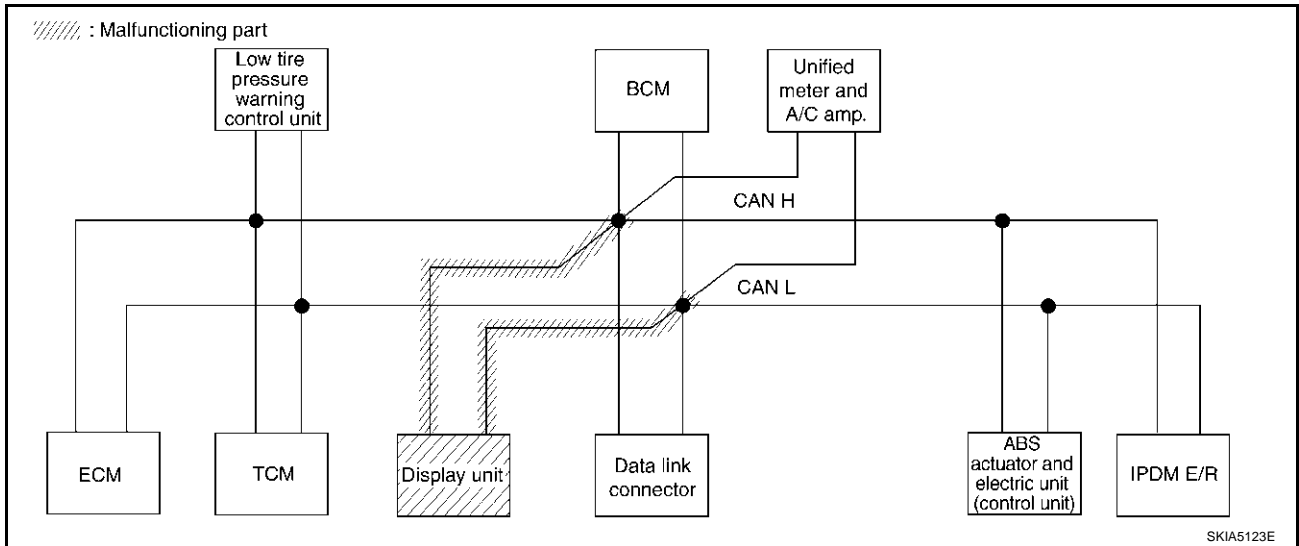 : Malfunctioning part
Low tire
pressure
warning
control unit
BCM
Unified
meter and
A/C amp.
CAN H
CAN L
ECM
TCM
Display unit
Data link
connector
ABS
actuator and
electric unit
(control unit)
IPDM E/R
SKIA5123E